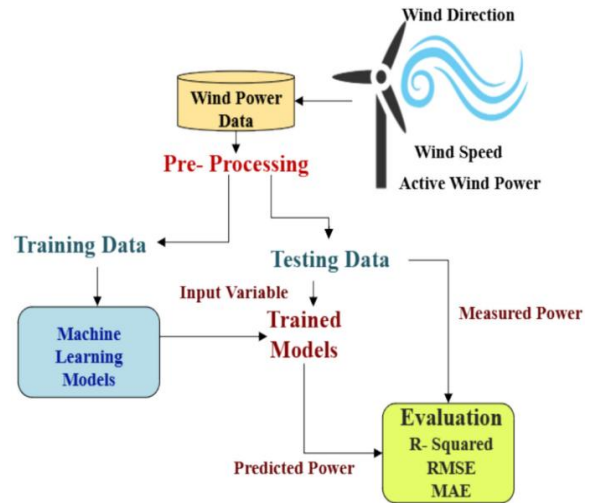 Wind Direction
Wind Power
Data
Wind Speed
Active Wind Power
Pre- Processing
Training Data
Testing Data
Input Variable
Measured Power
Trained
Models
Machine
Learning
Models
Evaluation
R- Squared
RMSE
MAE
Predicted Power